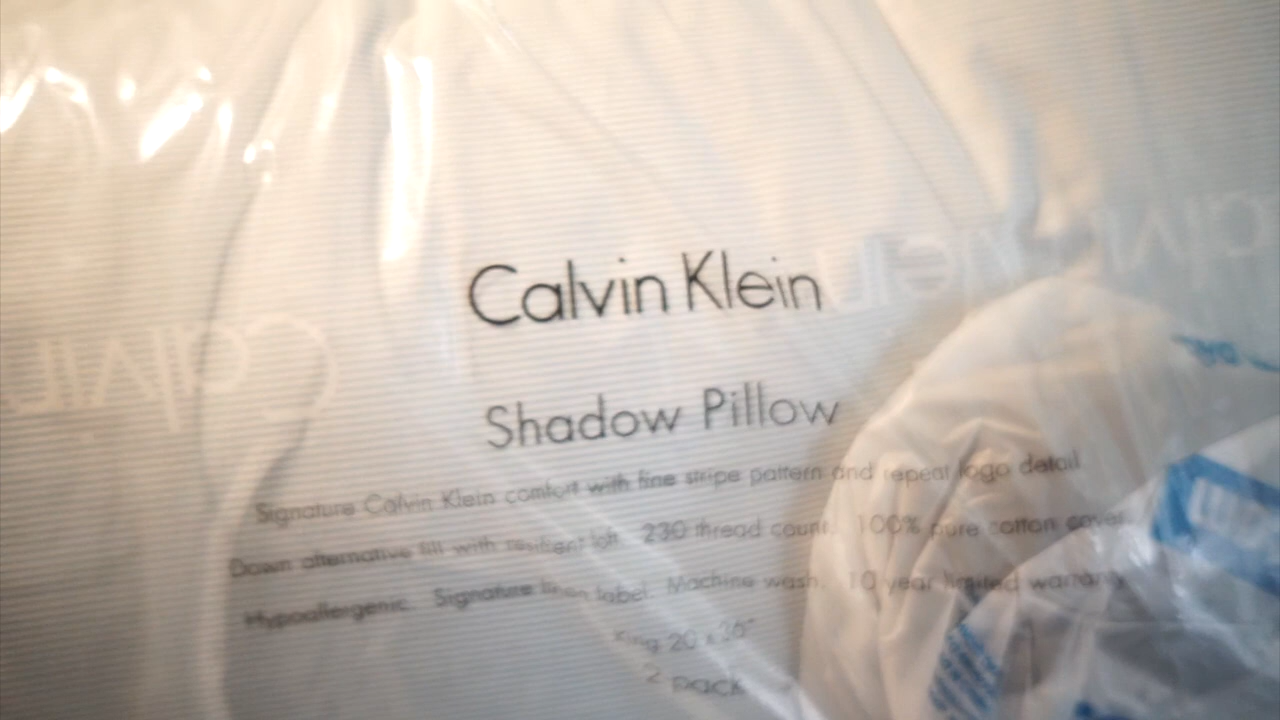 Calvin Klein
Shadow Pillow
Signature Calvin Klein comfort with fine stripe pattern and repeat logo detail
Down alternative fill with resilient loft. 230 thread count. 100% pure cotton cover.
Hypoallergenic. Signature linen label. Machine wash. 10 year limited warranty
King 20 x
2 pack